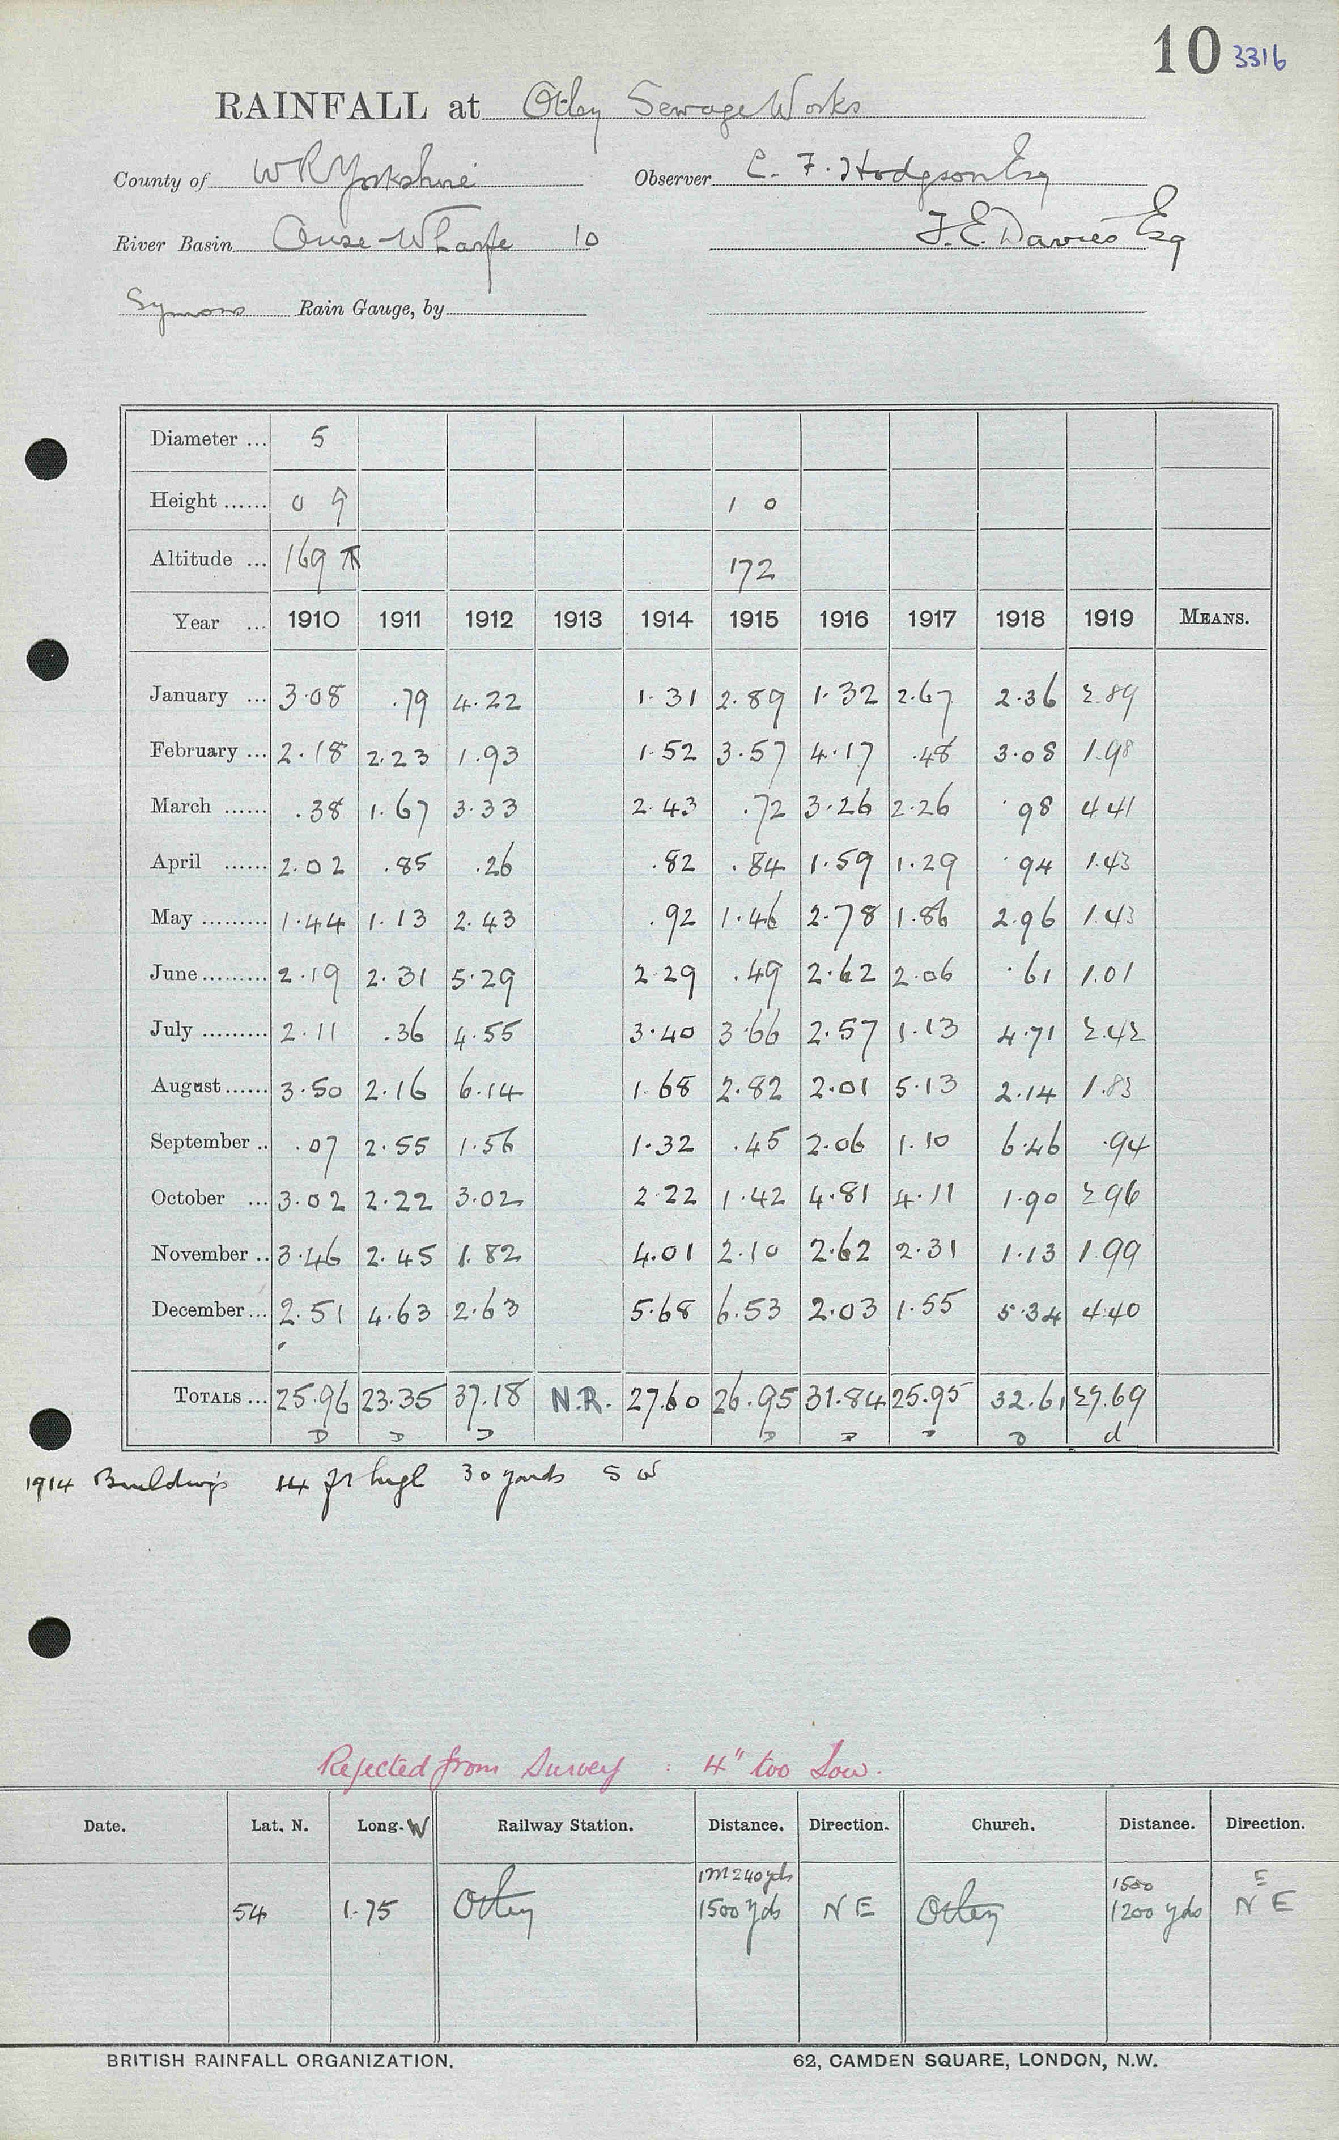 10 3316
RAINFALL at Otley Sewage Works
County of W R Yorkshire Observer C. F. Hodgson Esq
River Basin Ouse-Wharfe 10 F. E. Davies Esq
Symons Rain Gauge, by
Diameter ... 5
Height ...... 0 9 1 0
Altitude ... 169 172
Year ... 1910 1911 1912 1913 1914 1915 1916 1917 1918 1919 MEANS.
January ... 3.08 .79 4.22 1.31 2.89 1.32 2.67 2.36 2.89
February ... 2.18 2.23 1.93 1.52 3.57 4.17 .48 3.08 1.98
March ...... .38 1.67 3.33 2.43 .72 3.26 2.26 .98 4.41
April ...... 2.02 .85 .26 .82 .84 1.59 1.29 .94 1.43
May ......... 1.44 1.13 2.43 .92 1.46 2.78 1.86 2.96 1.43
June......... 2.19 2.31 5.29 2.29 .49 2.62 2.06 .61 1.01
July ......... 2.11 .36 4.55 3.40 3.66 2.57 1.13 4.71 2.42
August...... 3.50 2.16 6.14 1.68 2.82 2.01 5.13 2.14 1.83
September .. .07 2.55 1.56 1.32 .45 2.06 1.10 6.46 .94
October ... 3.02 2.22 3.02 2.22 1.42 4.81 4.11 1.90 2.96
November .. 3.46 2.45 1.82 4.01 2.10 2.62 2.31 1.13 1.99
December ... 2.51 4.63 2.63 5.68 6.53 2.03 1.55 5.34 4.40
TOTALS ... 25.96 23.35 37.18 N.R. 27.60 26.95 31.84 25.95 32.61 27.69
D D D D D D D d
1914 Buildings 14 ft high 30 yards S W
Rejected from Survey : 4" too low.
Date. Lat. N. Long. W Railway Station. Distance. Direction. Church. Distance. Direction.
1m 240 yds 1500 E
54 1.75 Otley 1500 yds N E Otley 1200 yds N E
BRITISH RAINFALL ORGANIZATION. 62, CAMDEN SQUARE, LONDON, N.W.